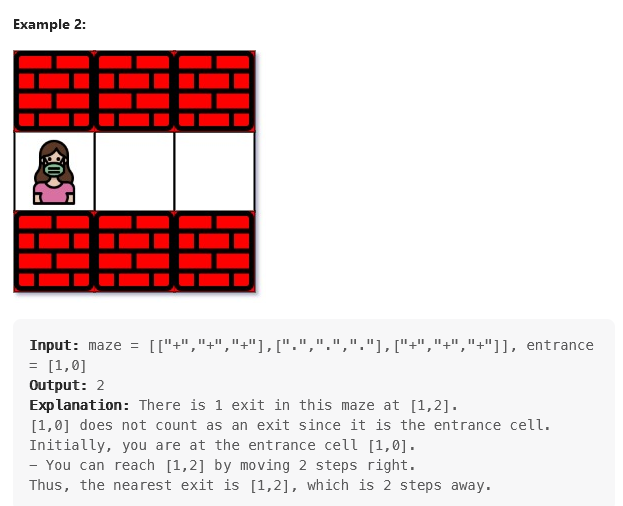 Example 2:
Input: maze = [["+","+","+"],[".",".","."],["+","+","+"]], entrance
= [1,0]
Output: 2
Explanation: There is 1 exit in this maze at [1,2].
[1,0] does not count as an exit since it is the entrance cell.
Initially, you are at the entrance cell [1,0].
- You can reach [1,2] by moving 2 steps right.
Thus, the nearest exit is [1,2], which is 2 steps away.